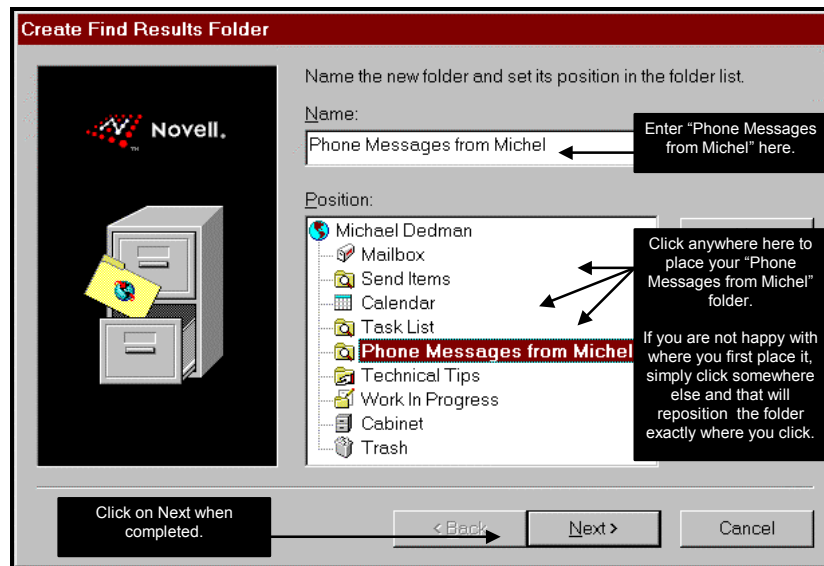 Create Find Results Folder
Novell.
TM
Name the new folder and set its position in the folder list.
Name:
Phone Messages from Michel
Enter “Phone Messages
from Michel” here.
Position:
Michael Dedman
Mailbox
Send Items
Calendar
Task List
Phone Messages from Michel
Technical Tips
Work In Progress
Cabinet
Trash
Click anywhere here to
place your “Phone
Messages from Michel”
folder.
If you are not happy with
where you first place it,
simply click somewhere
else and that will
reposition the folder
exactly where you click.
Click on Next when
completed.
< Back
Next >
Cancel